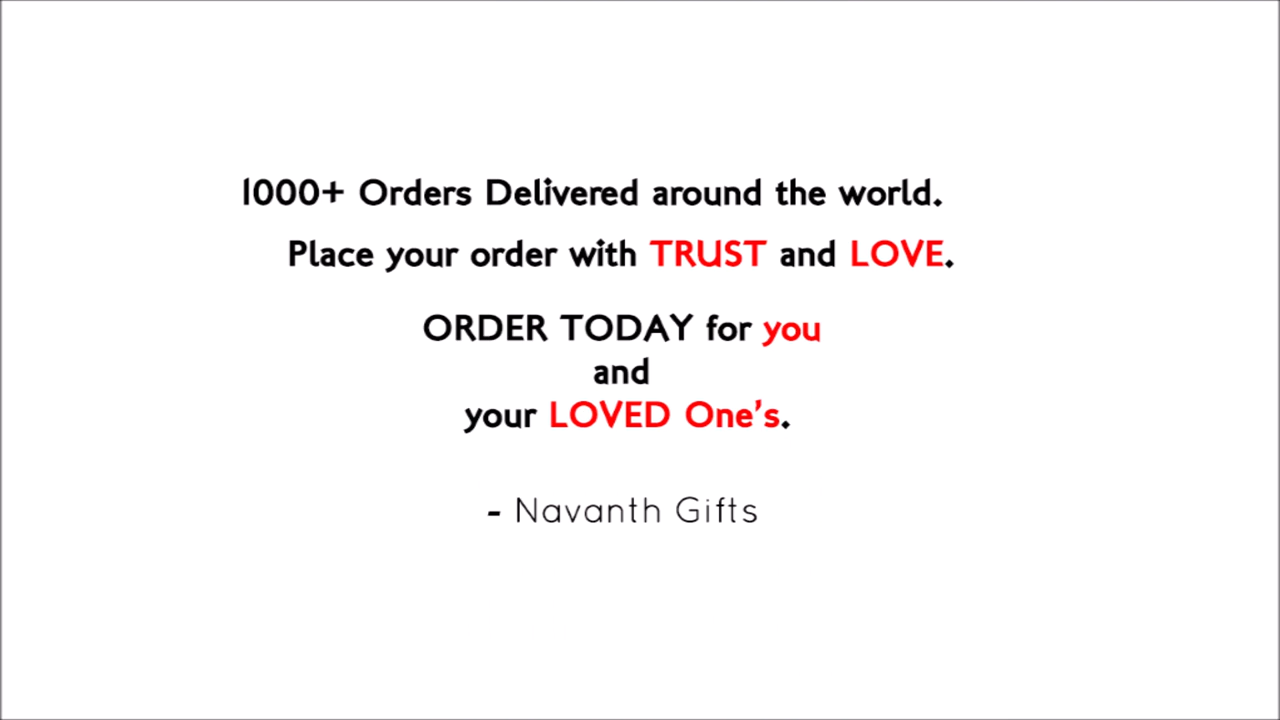 1000+ Orders Delivered around the world.
Place your order with TRUST and LOVE.
ORDER TODAY for you
and
your LOVED One's.
- Navanth Gifts